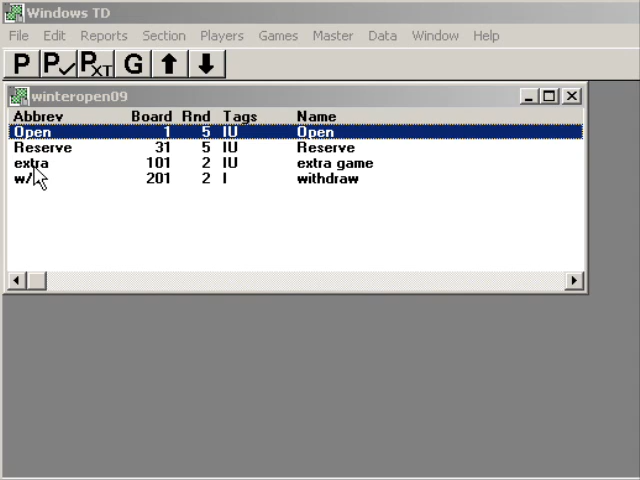 Windows TD
File Edit Reports Section Players Games Master Data Window Help
P P✓ PXT G
winteropen09
Abbrev Board Rnd Tags Name
Open 1 5 IU Open
Reserve 31 5 IU Reserve
extra 101 2 IU extra game
w/ 201 2 I withdraw